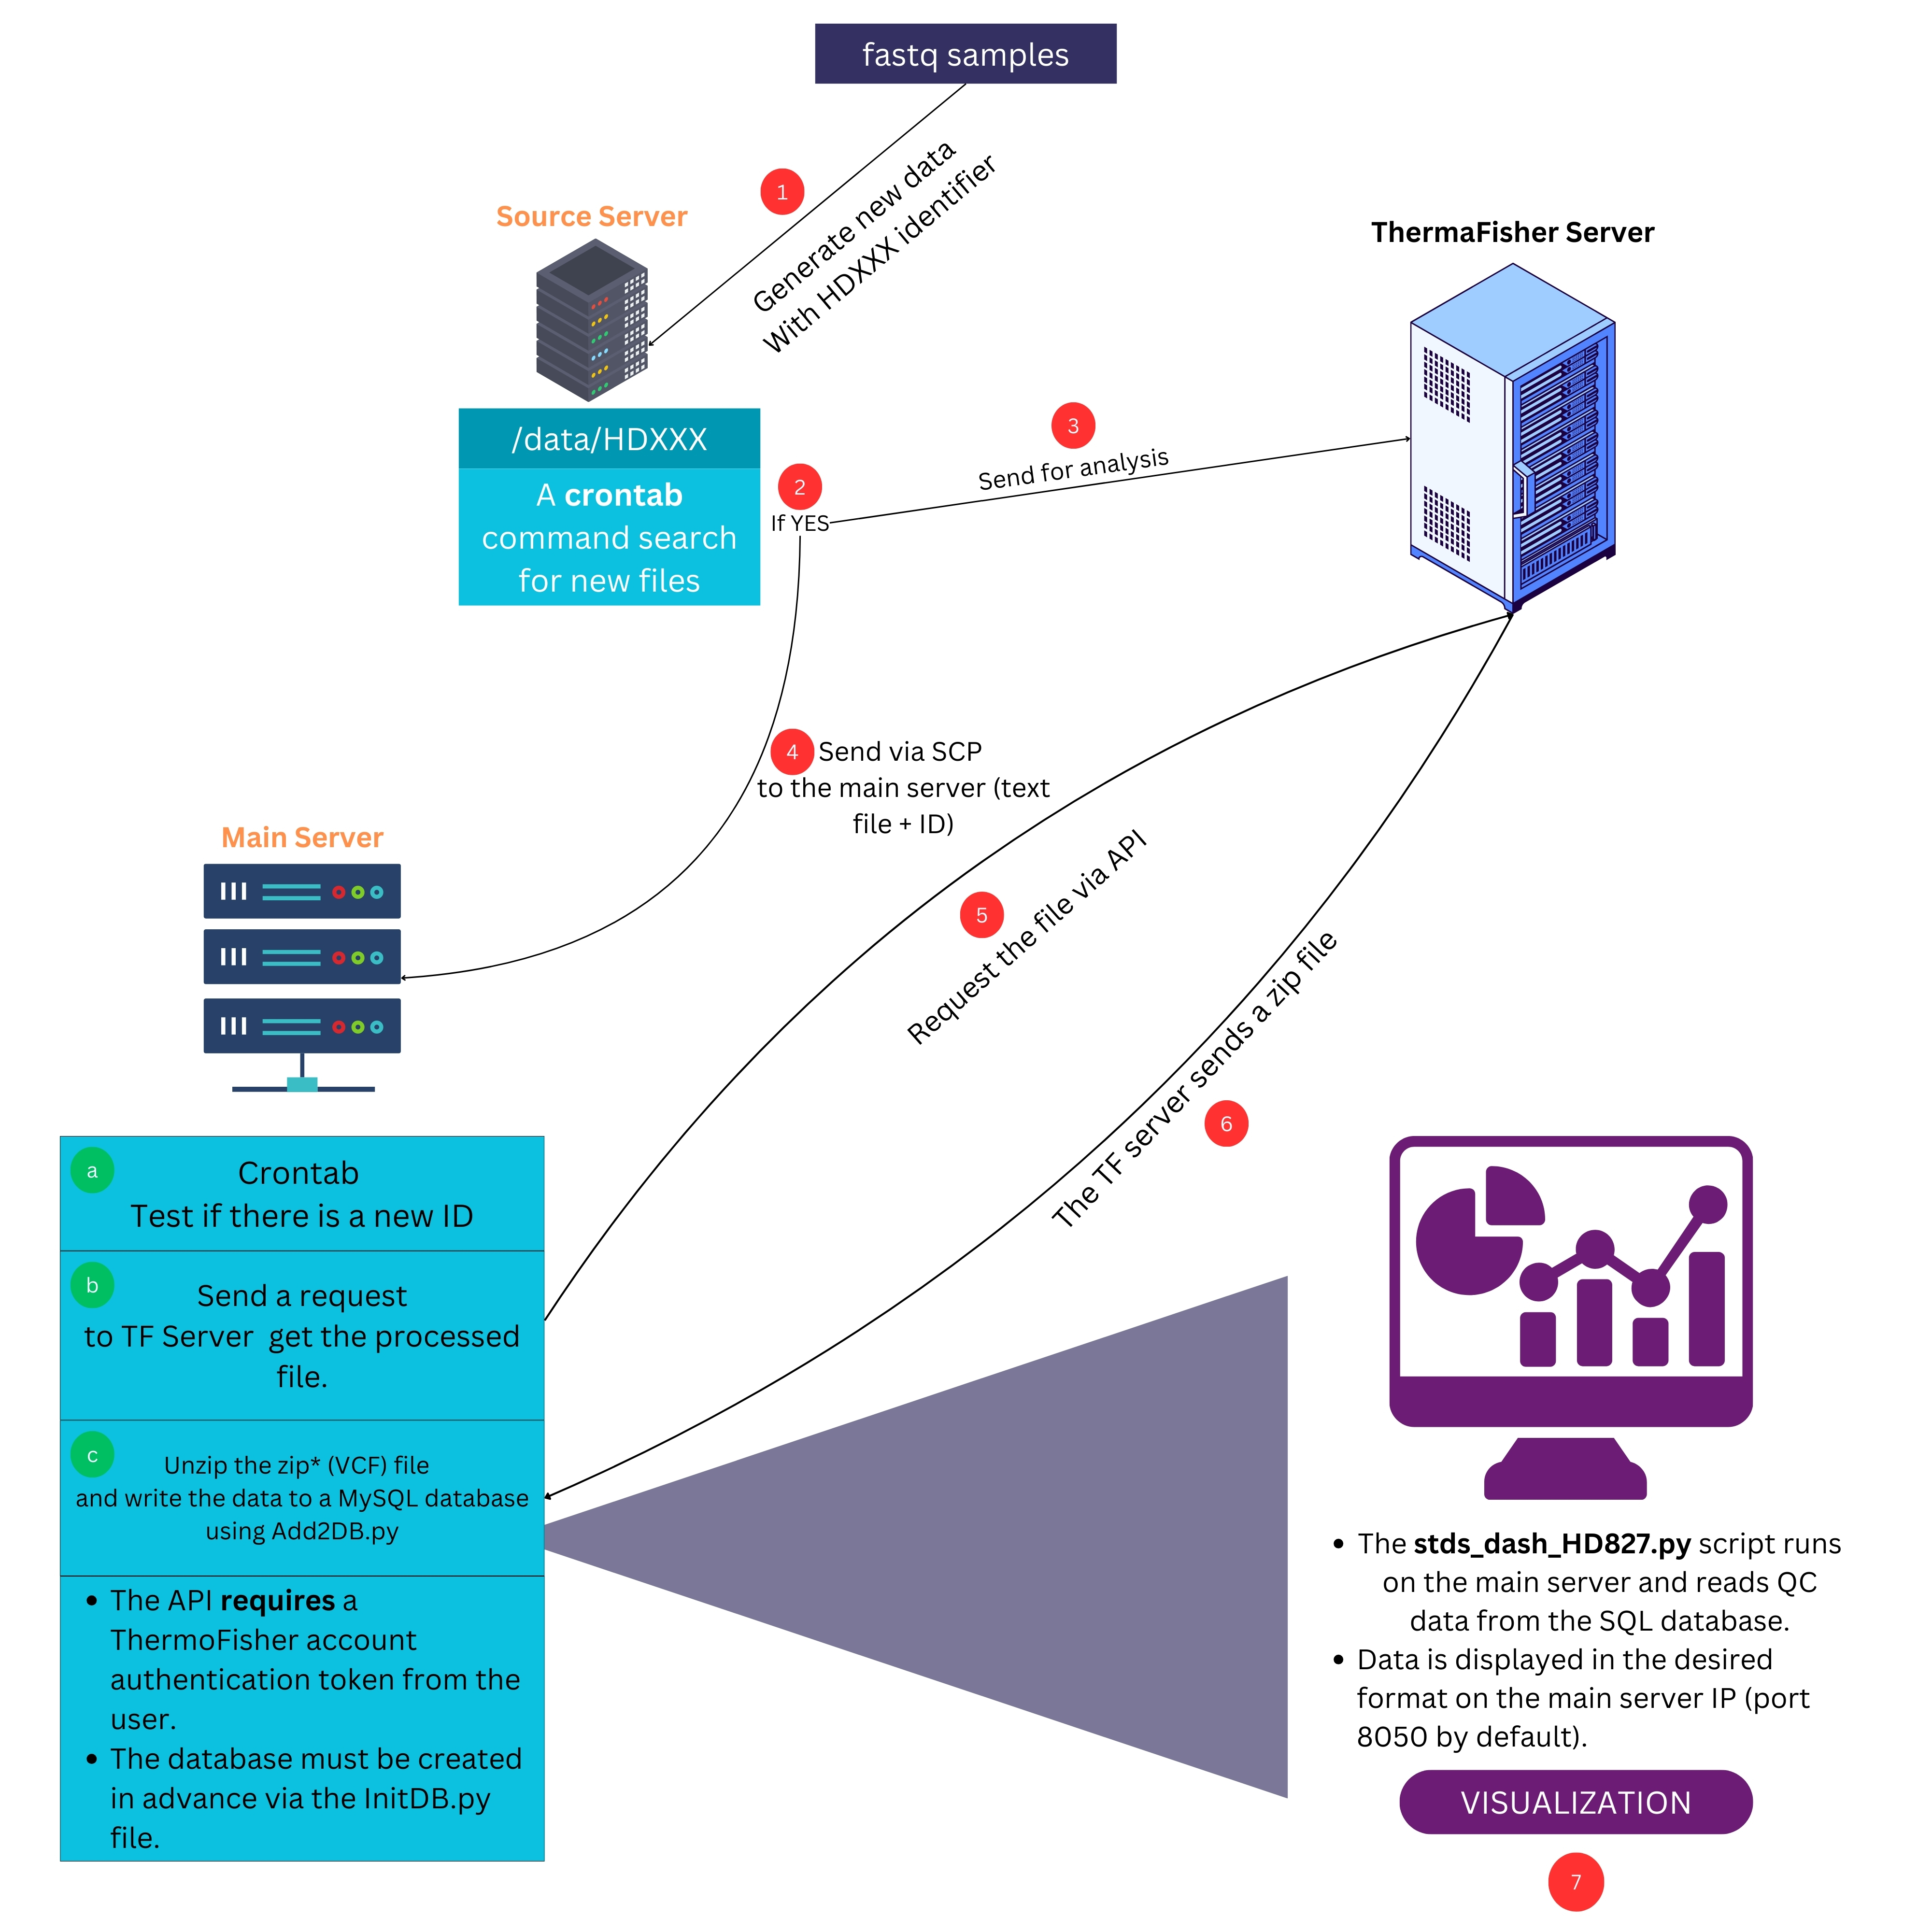 fastq samples
1
Generate new data
With HDXXX identifier
Source Server
ThermaFisher Server
/data/HDXXX
A crontab
command search
for new files
2
If YES
3
Send for analysis
4
Send via SCP
to the main server (text
file + ID)
Main Server
5
Request the file via API
6
The TF server sends a zip file
a
Crontab
Test if there is a new ID
b
Send a request
to TF Server  get the processed
file.
c
Unzip the zip* (VCF) file
and write the data to a MySQL database
using Add2DB.py
• The API requires a
ThermoFisher account
authentication token from the
user.
• The database must be created
in advance via the InitDB.py
file.
• The stds_dash_HD827.py script runs
on the main server and reads QC
data from the SQL database.
• Data is displayed in the desired
format on the main server IP (port
8050 by default).
VISUALIZATION
7